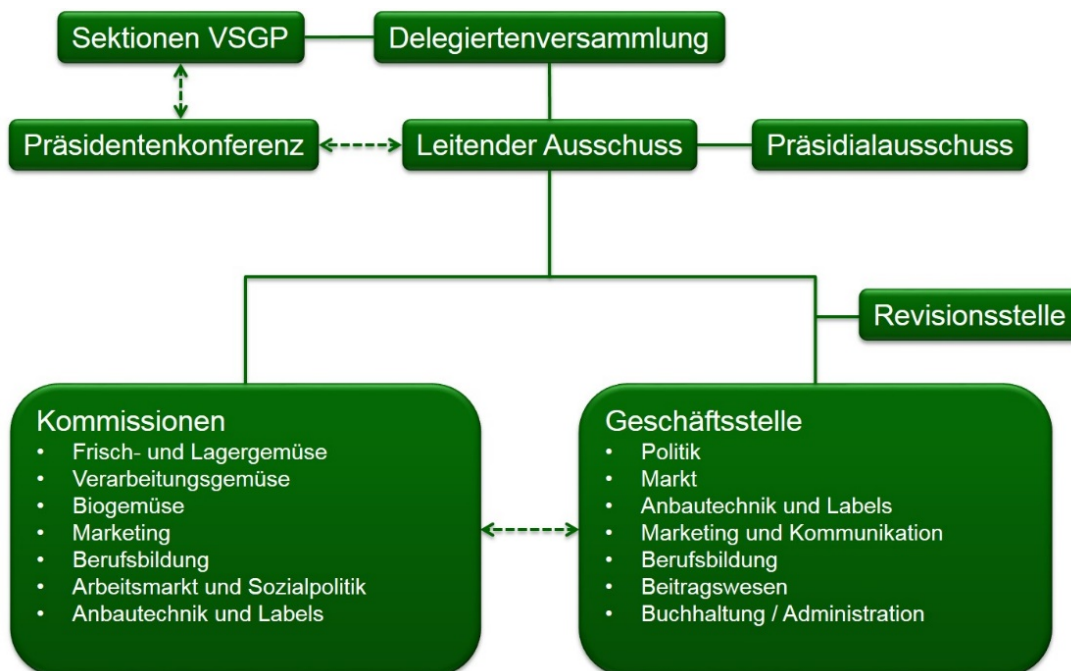 Sektionen VSGP
Delegiertenversammlung
Präsidentenkonferenz
Leitender Ausschuss
Präsidialausschuss
Revisionsstelle
Kommissionen
• Frisch- und Lagergemüse
• Verarbeitungsgemüse
• Biogemüse
• Marketing
• Berufsbildung
• Arbeitsmarkt und Sozialpolitik
• Anbautechnik und Labels
Geschäftsstelle
• Politik
• Markt
• Anbautechnik und Labels
• Marketing und Kommunikation
• Berufsbildung
• Beitragswesen
• Buchhaltung / Administration